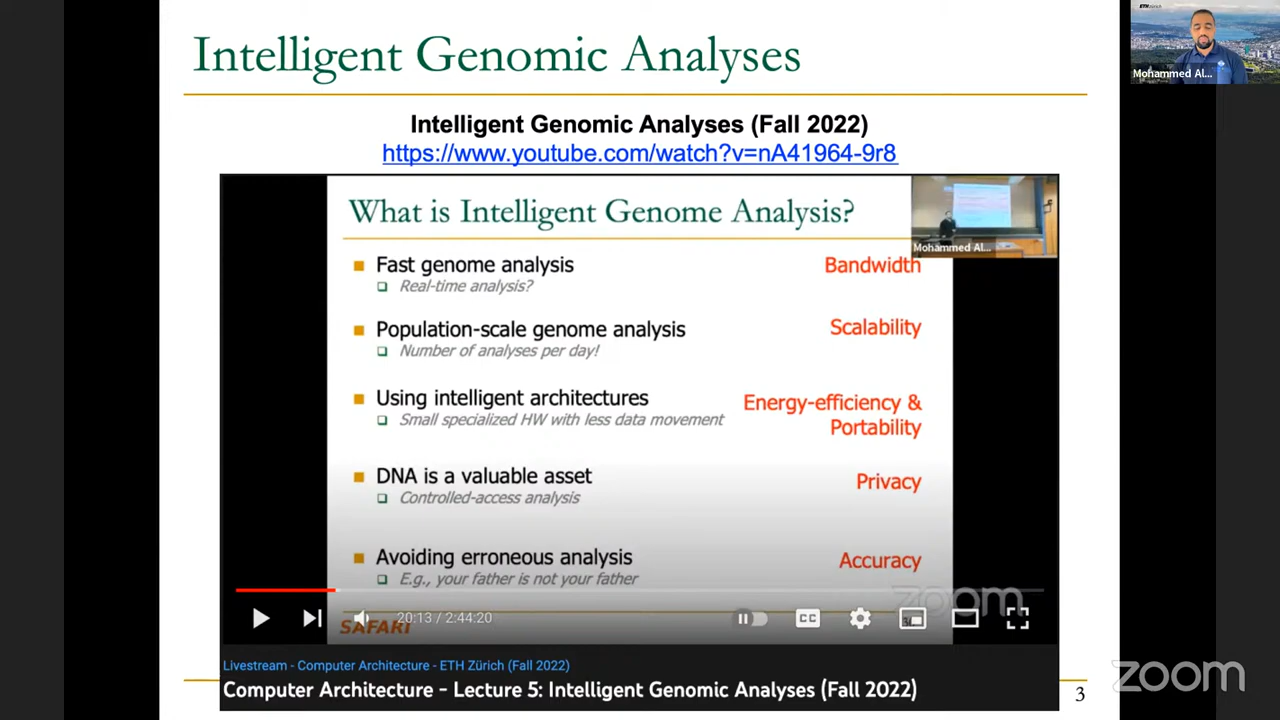 Intelligent Genomic Analyses
ETH zürich
Mohammed Al...
Intelligent Genomic Analyses (Fall 2022)
https://www.youtube.com/watch?v=nA41964-9r8
What is Intelligent Genome Analysis?
Mohammed Al...
Fast genome analysis
Bandwidth
Real-time analysis?
Population-scale genome analysis
Scalability
Number of analyses per day!
Using intelligent architectures
Energy-efficiency &
Portability
Small specialized HW with less data movement
DNA is a valuable asset
Privacy
Controlled-access analysis
Avoiding erroneous analysis
Accuracy
E.g., your father is not your father
zoom
20:13 / 2:44:20
CC
SAFARI
Livestream - Computer Architecture - ETH Zürich (Fall 2022)
Computer Architecture - Lecture 5: Intelligent Genomic Analyses (Fall 2022)
3
zoom